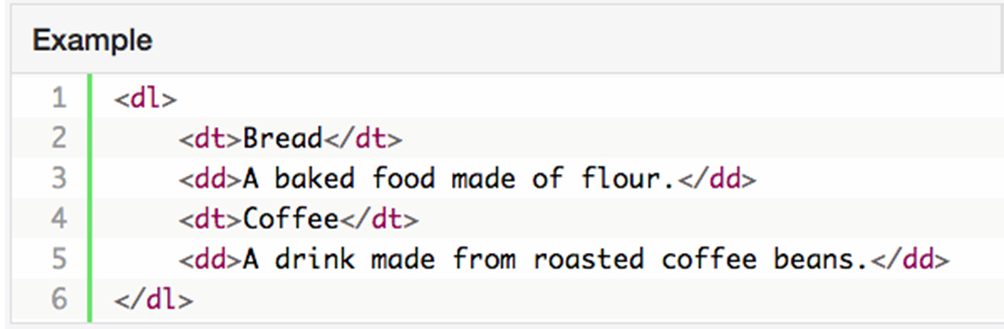 Example
1 <dl>
2 <dt>Bread</dt>
3 <dd>A baked food made of flour.</dd>
4 <dt>Coffee</dt>
5 <dd>A drink made from roasted coffee beans.</dd>
6 </dl>